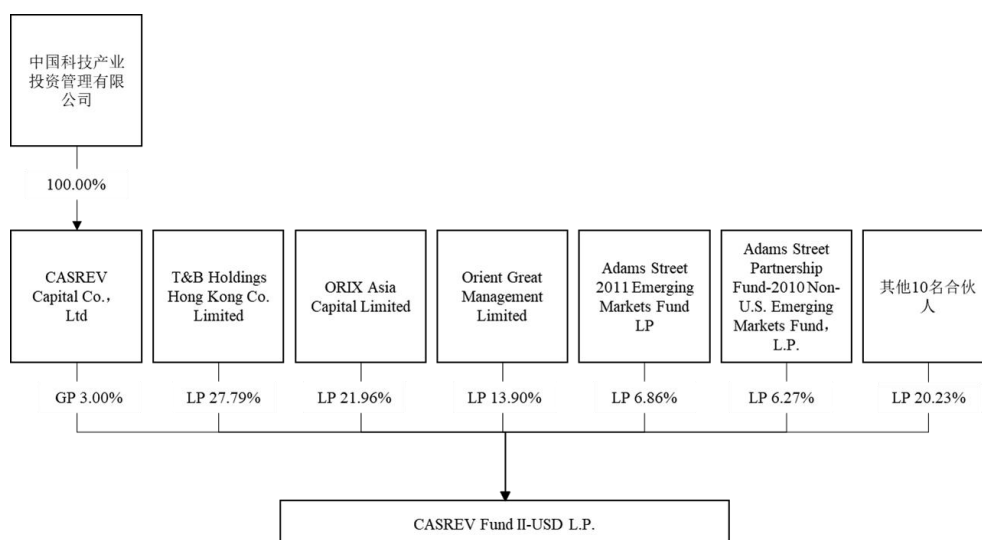 中国科技产业
投资管理有限
公司
100.00%
CASREV
Capital Co.，
Ltd
T&B Holdings
Hong Kong Co.
Limited
ORIX Asia
Capital Limited
Orient Great
Management
Limited
Adams Street
2011 Emerging
Markets Fund
LP
Adams Street
Partnership
Fund-2010 Non-
U.S. Emerging
Markets Fund，
L.P.
其他10名合伙
人
GP 3.00%
LP 27.79%
LP 21.96%
LP 13.90%
LP 6.86%
LP 6.27%
LP 20.23%
CASREV Fund II-USD L.P.